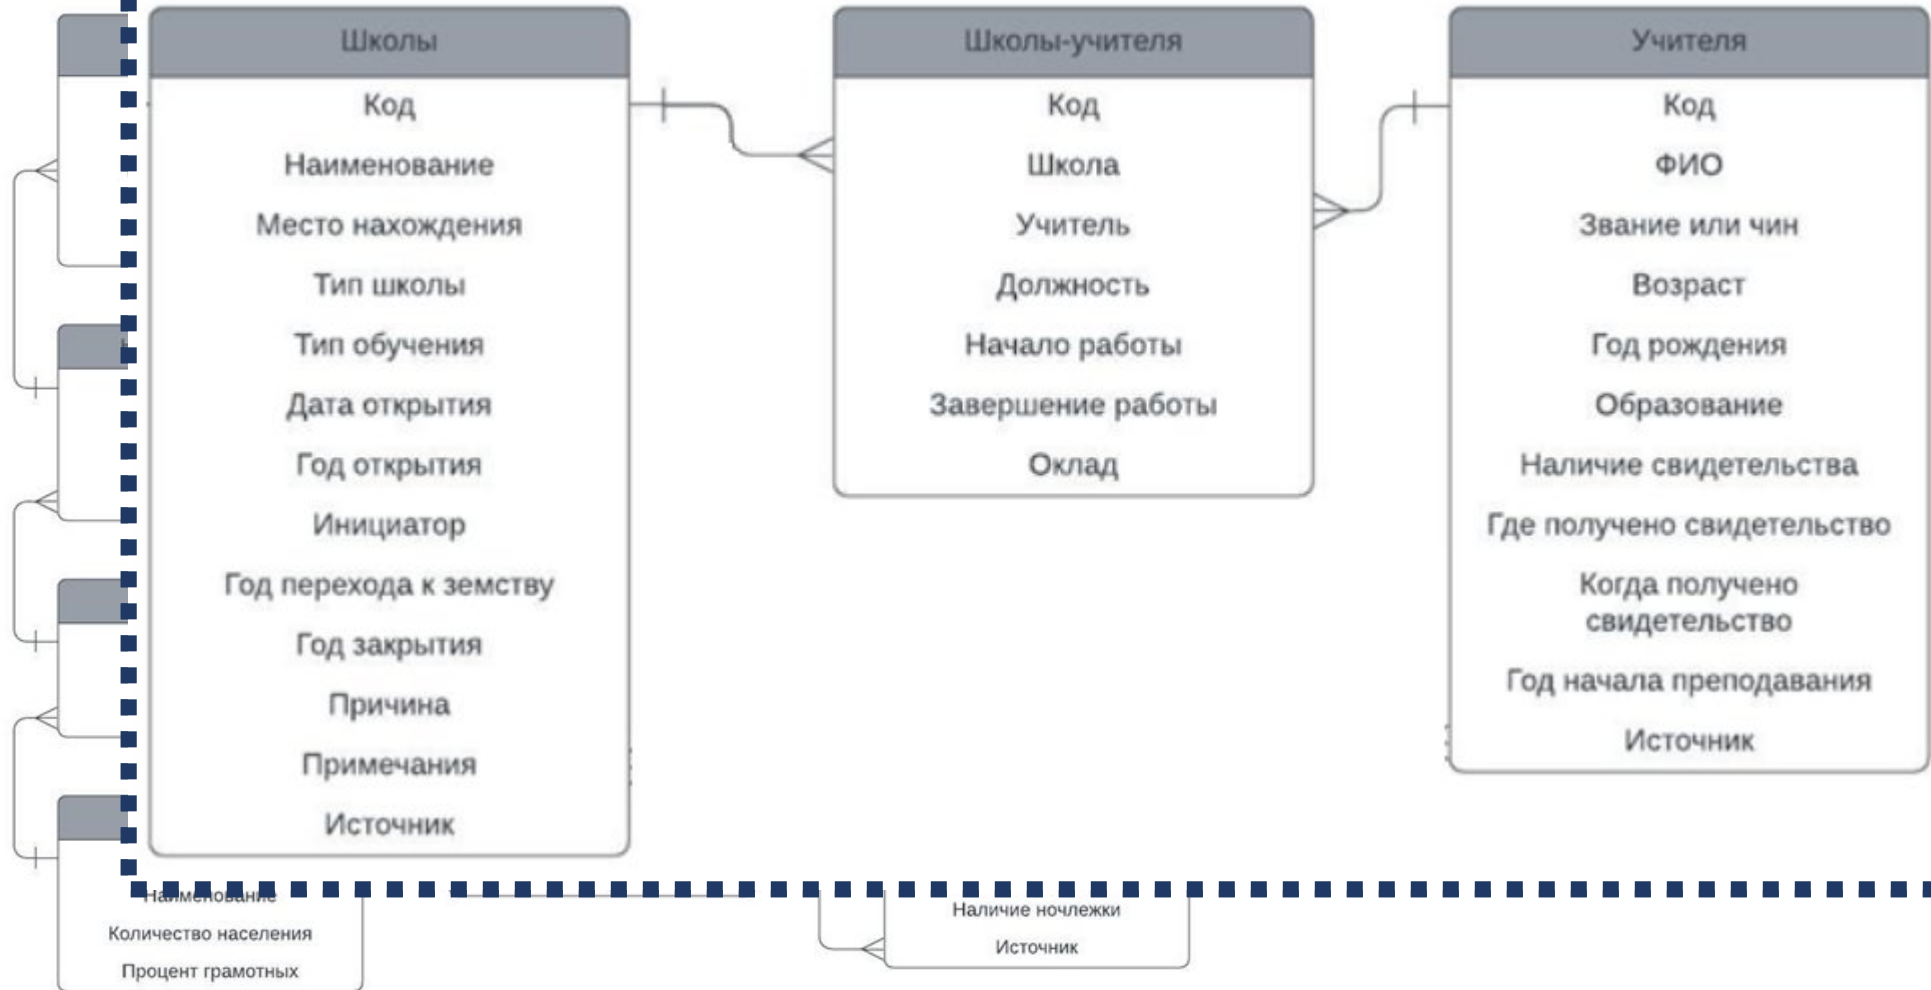 Школы
Код
Наименование
Место нахождения
Тип школы
Тип обучения
Дата открытия
Год открытия
Инициатор
Год перехода к земству
Год закрытия
Причина
Примечания
Источник
Школы-учителя
Код
Школа
Учитель
Должность
Начало работы
Завершение работы
Оклад
Учителя
Код
ФИО
Звание или чин
Возраст
Год рождения
Образование
Наличие свидетельства
Где получено свидетельство
Когда получено
свидетельство
Год начала преподавания
Источник
Наименование
Количество населения
Процент грамотных
Наличие ночлежки
Источник